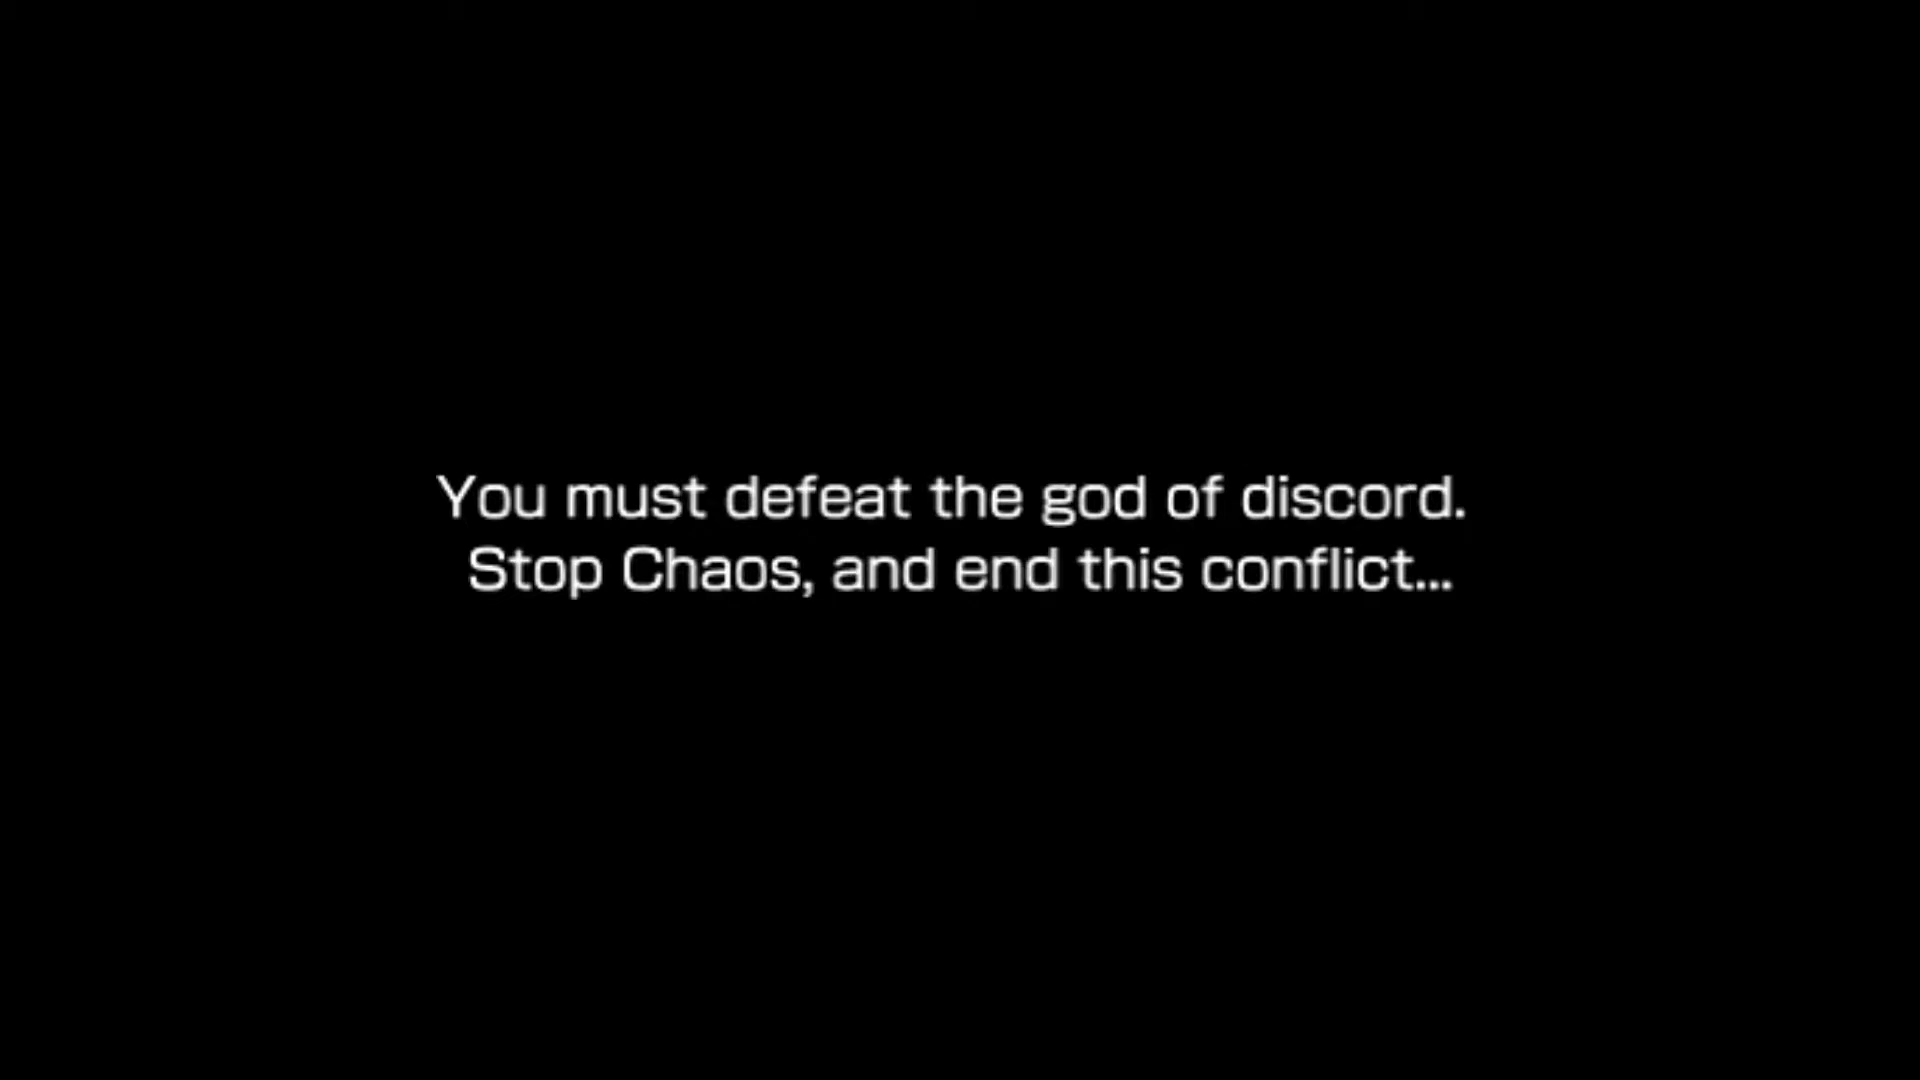 You must defeat the god of discord.
Stop Chaos, and end this conflict...